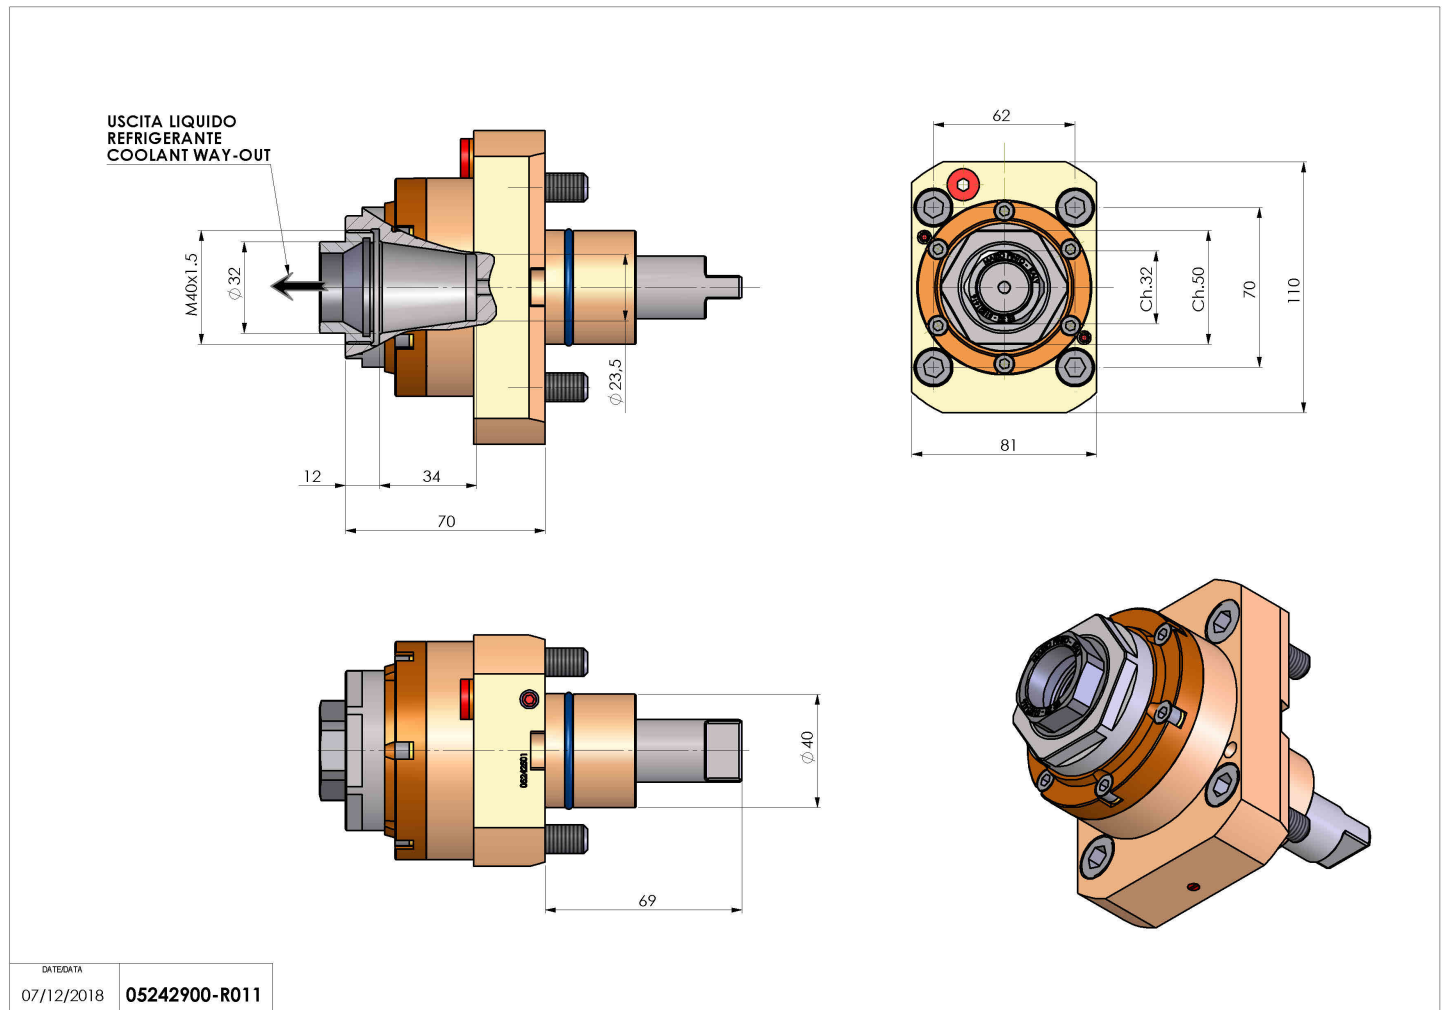 USCITA LIQUIDO
REFRIGERANTE
COOLANT WAY-OUT
M40x1.5
Ø32
Ø23,5
12
34
70
62
Ch.32
Ch.50
70
110
81
05242601
Ø40
69
DATE/DATA
07/12/2018
05242900-R011